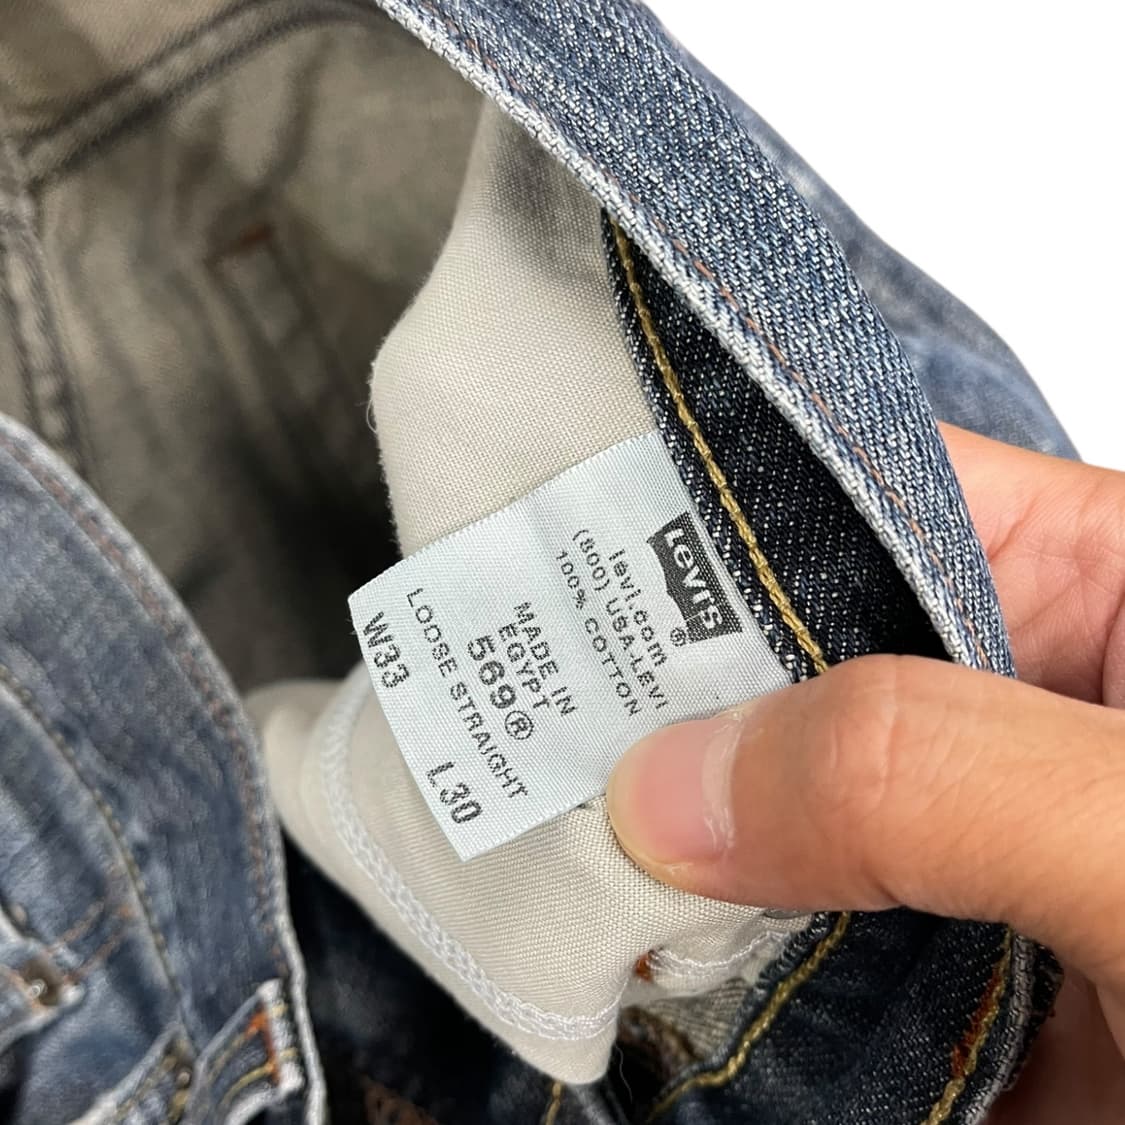 Levi's®
levi.com
(800) USA-LEVI
100% COTTON
MADE IN
EGYPT
569®
LOOSE STRAIGHT
W33 L30